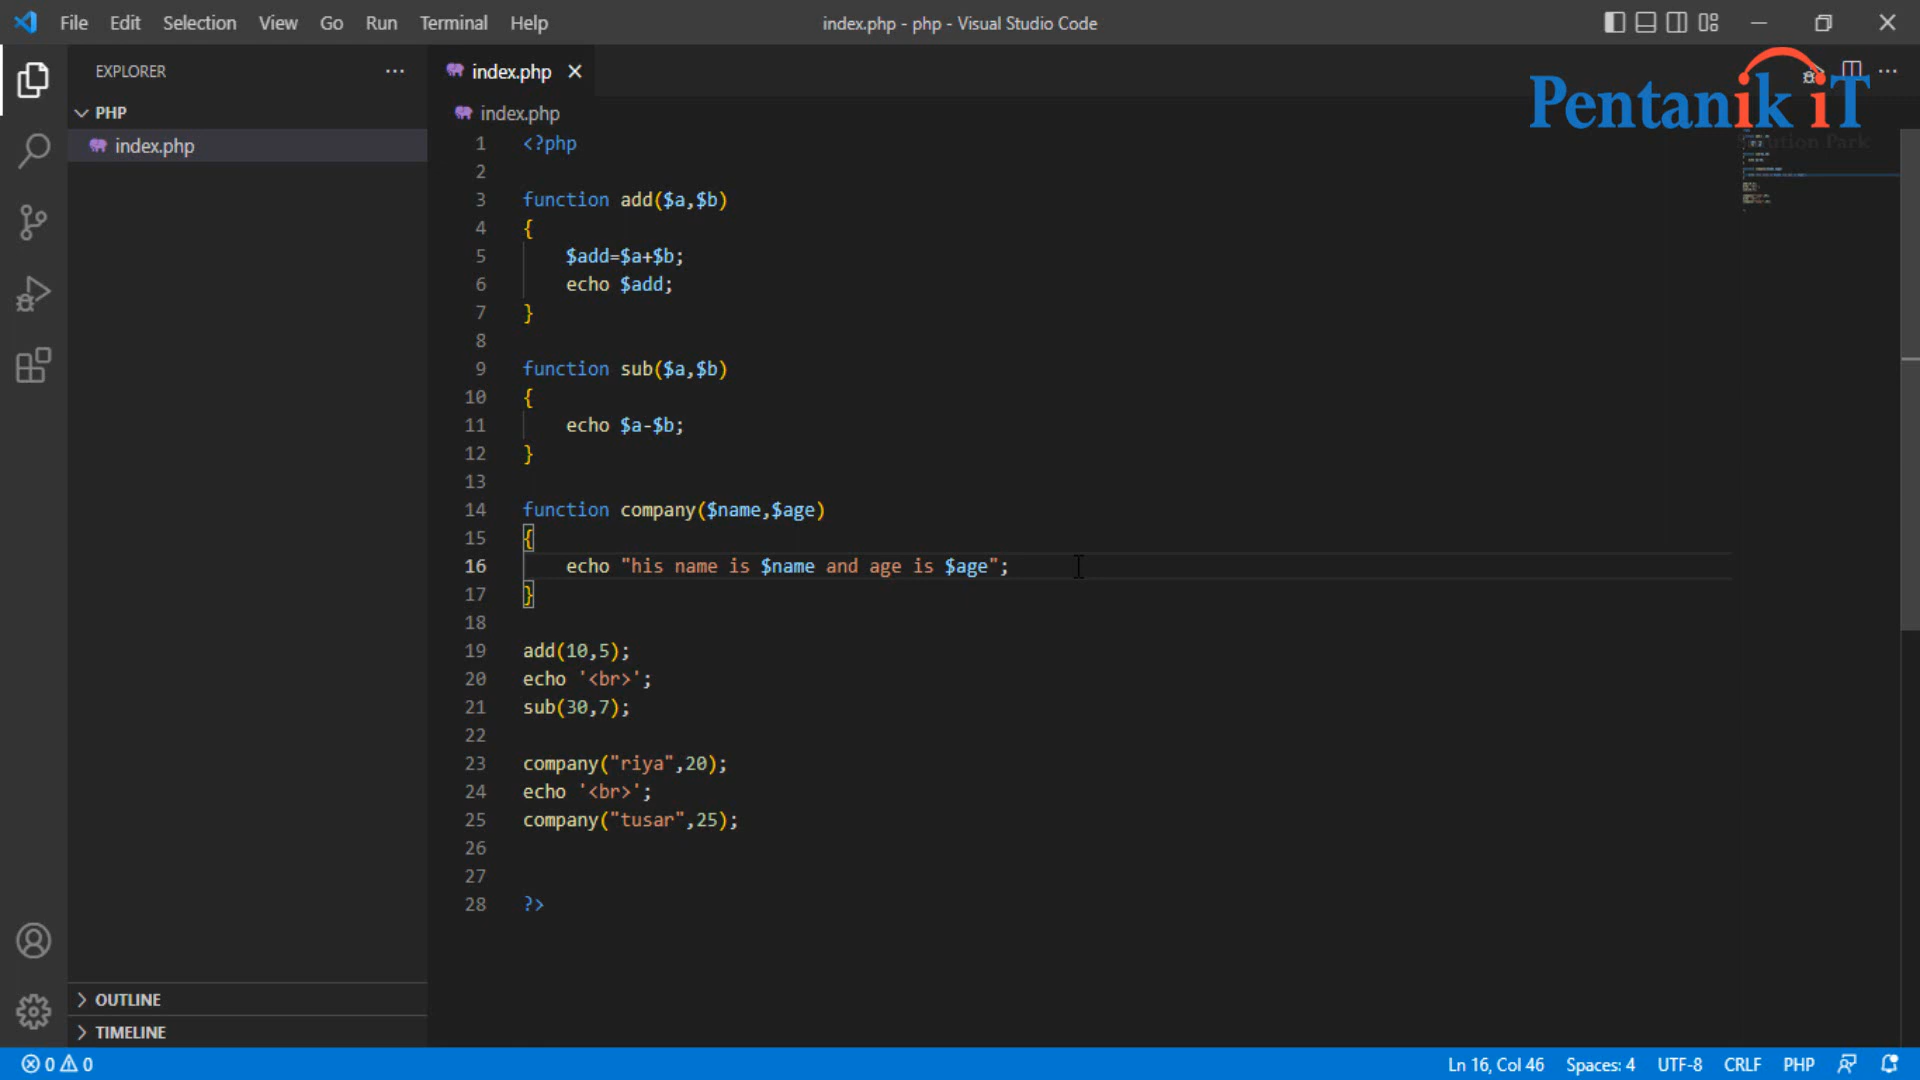 File Edit Selection View Go Run Terminal Help
index.php - php - Visual Studio Code
EXPLORER
index.php
Pentanik iT
Solution Park
PHP
index.php
index.php
1 <?php
2
3 function add($a,$b)
4 {
5 $add=$a+$b;
6 echo $add;
7 }
8
9 function sub($a,$b)
10 {
11 echo $a-$b;
12 }
13
14 function company($name,$age)
15 {
16 echo "his name is $name and age is $age";
17 }
18
19 add(10,5);
20 echo '<br>';
21 sub(30,7);
22
23 company("riya",20);
24 echo '<br>';
25 company("tusar",25);
26
27
28 ?>
OUTLINE
TIMELINE
0 0
Ln 16, Col 46 Spaces: 4 UTF-8 CRLF PHP